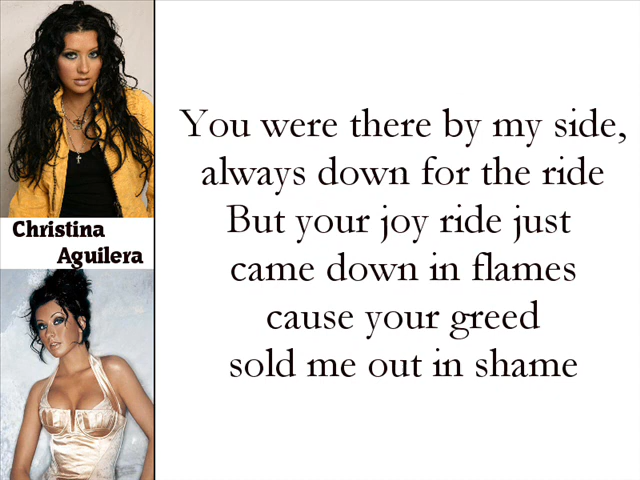 Christina
Aguilera
You were there by my side,
always down for the ride
But your joy ride just
came down in flames
cause your greed
sold me out in shame